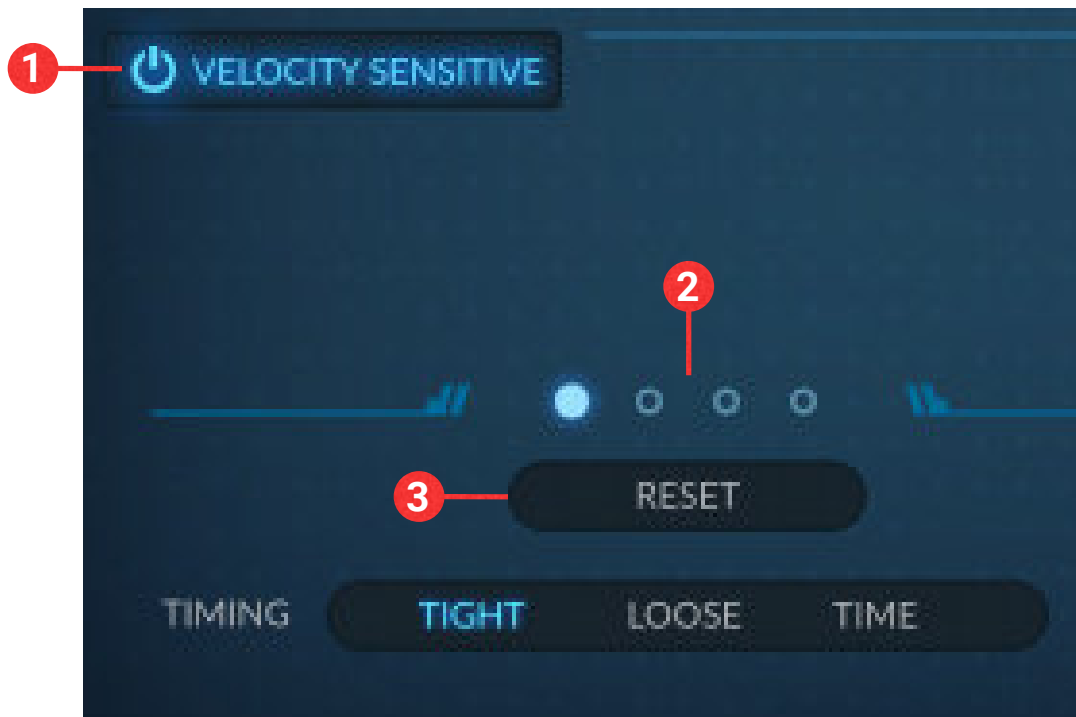 1 VELOCITY SENSITIVE
2
3 RESET
TIMING TIGHT LOOSE TIME